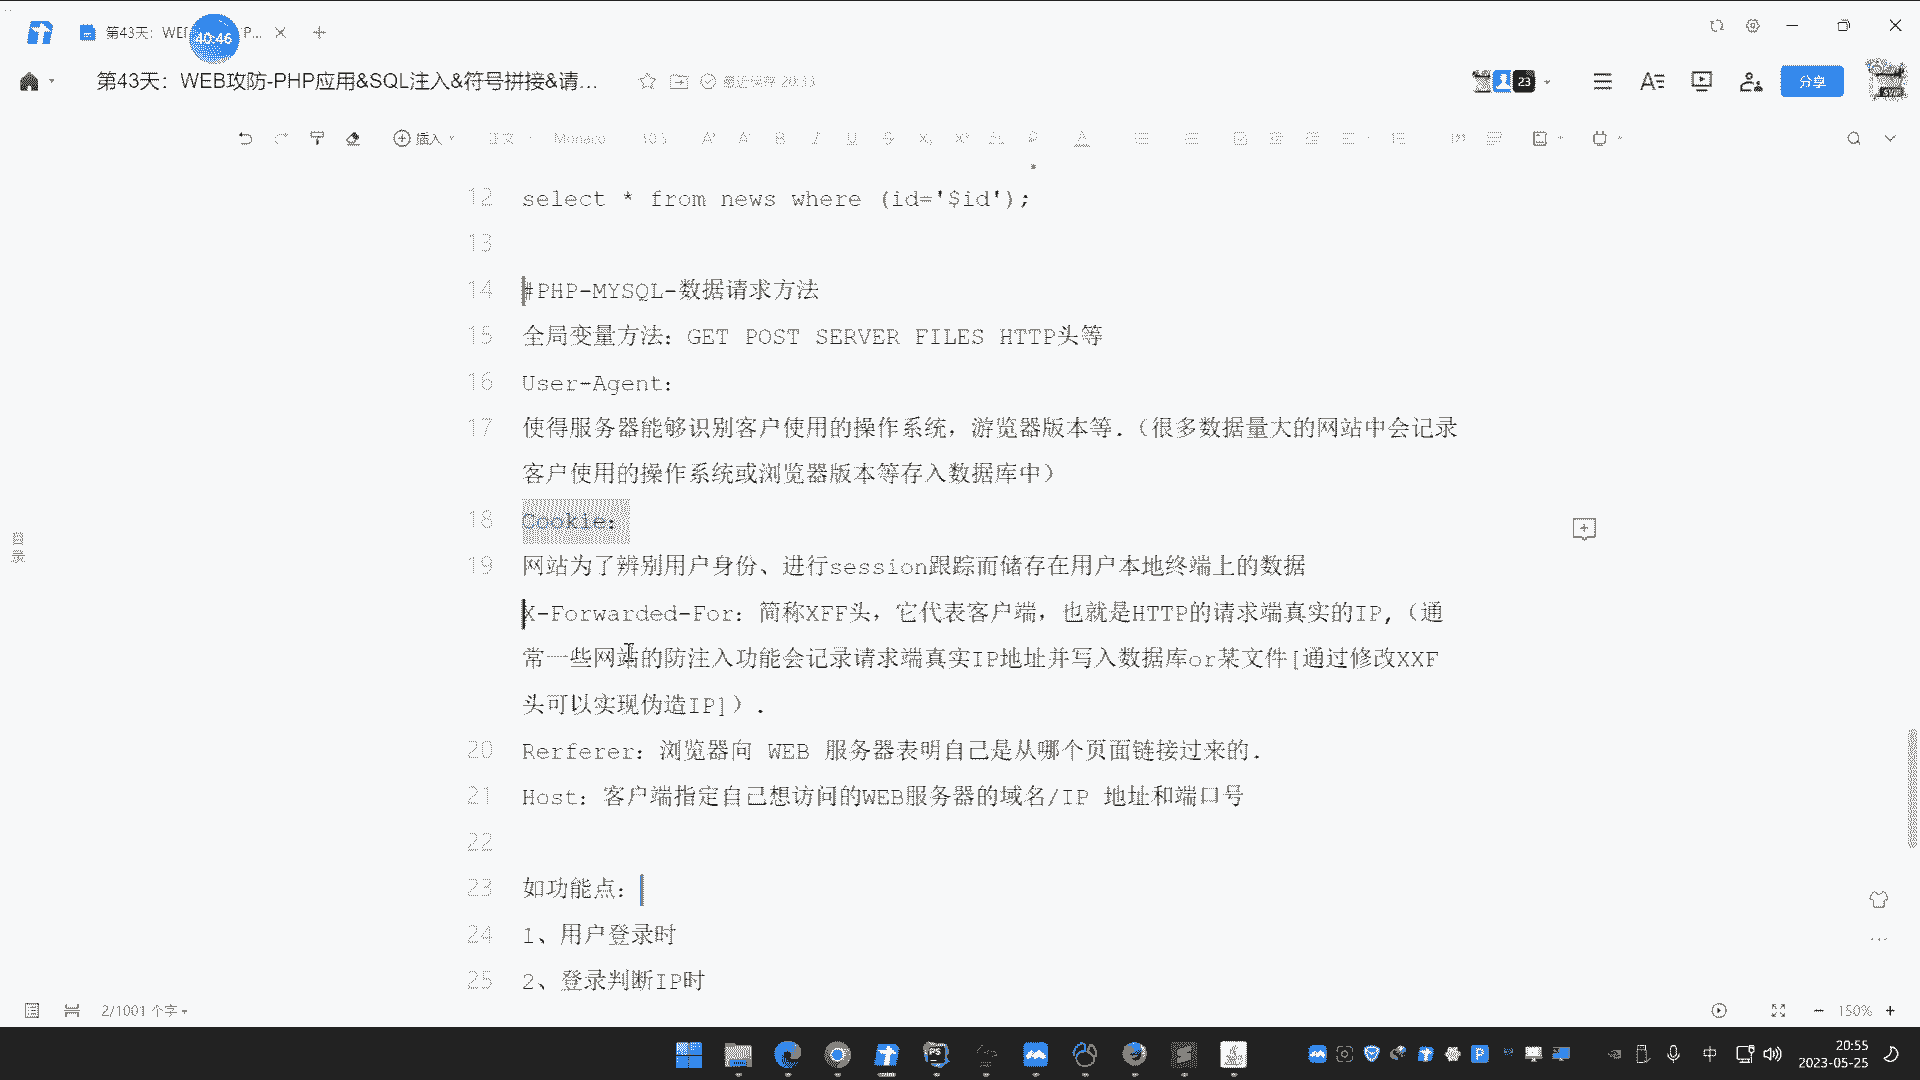 第43天：WEI
P...
40:46
第43天：WEB攻防-PHP应用&SQL注入&符号拼接&请...
最近保存 20:33
23
分享
插入
正文
Monaco
12 select * from news where (id='$id');
13
14 #PHP-MYSQL-数据请求方法
15 全局变量方法：GET POST SERVER FILES HTTP头等
16 User-Agent：
17 使得服务器能够识别客户使用的操作系统，游览器版本等.（很多数据量大的网站中会记录
客户使用的操作系统或浏览器版本等存入数据库中）
18 Cookie：
19 网站为了辨别用户身份、进行session跟踪而储存在用户本地终端上的数据
X-Forwarded-For：简称XFF头，它代表客户端，也就是HTTP的请求端真实的IP,（通
常一些网站的防注入功能会记录请求端真实IP地址并写入数据库or某文件[通过修改XXF
头可以实现伪造IP]）.
20 Rerferer：浏览器向 WEB 服务器表明自己是从哪个页面链接过来的.
21 Host：客户端指定自己想访问的WEB服务器的域名/IP 地址和端口号
22
23 如功能点：
24 1、用户登录时
25 2、登录判断IP时
目录
2/1001 个字
150%
中
20:55
2023-05-25